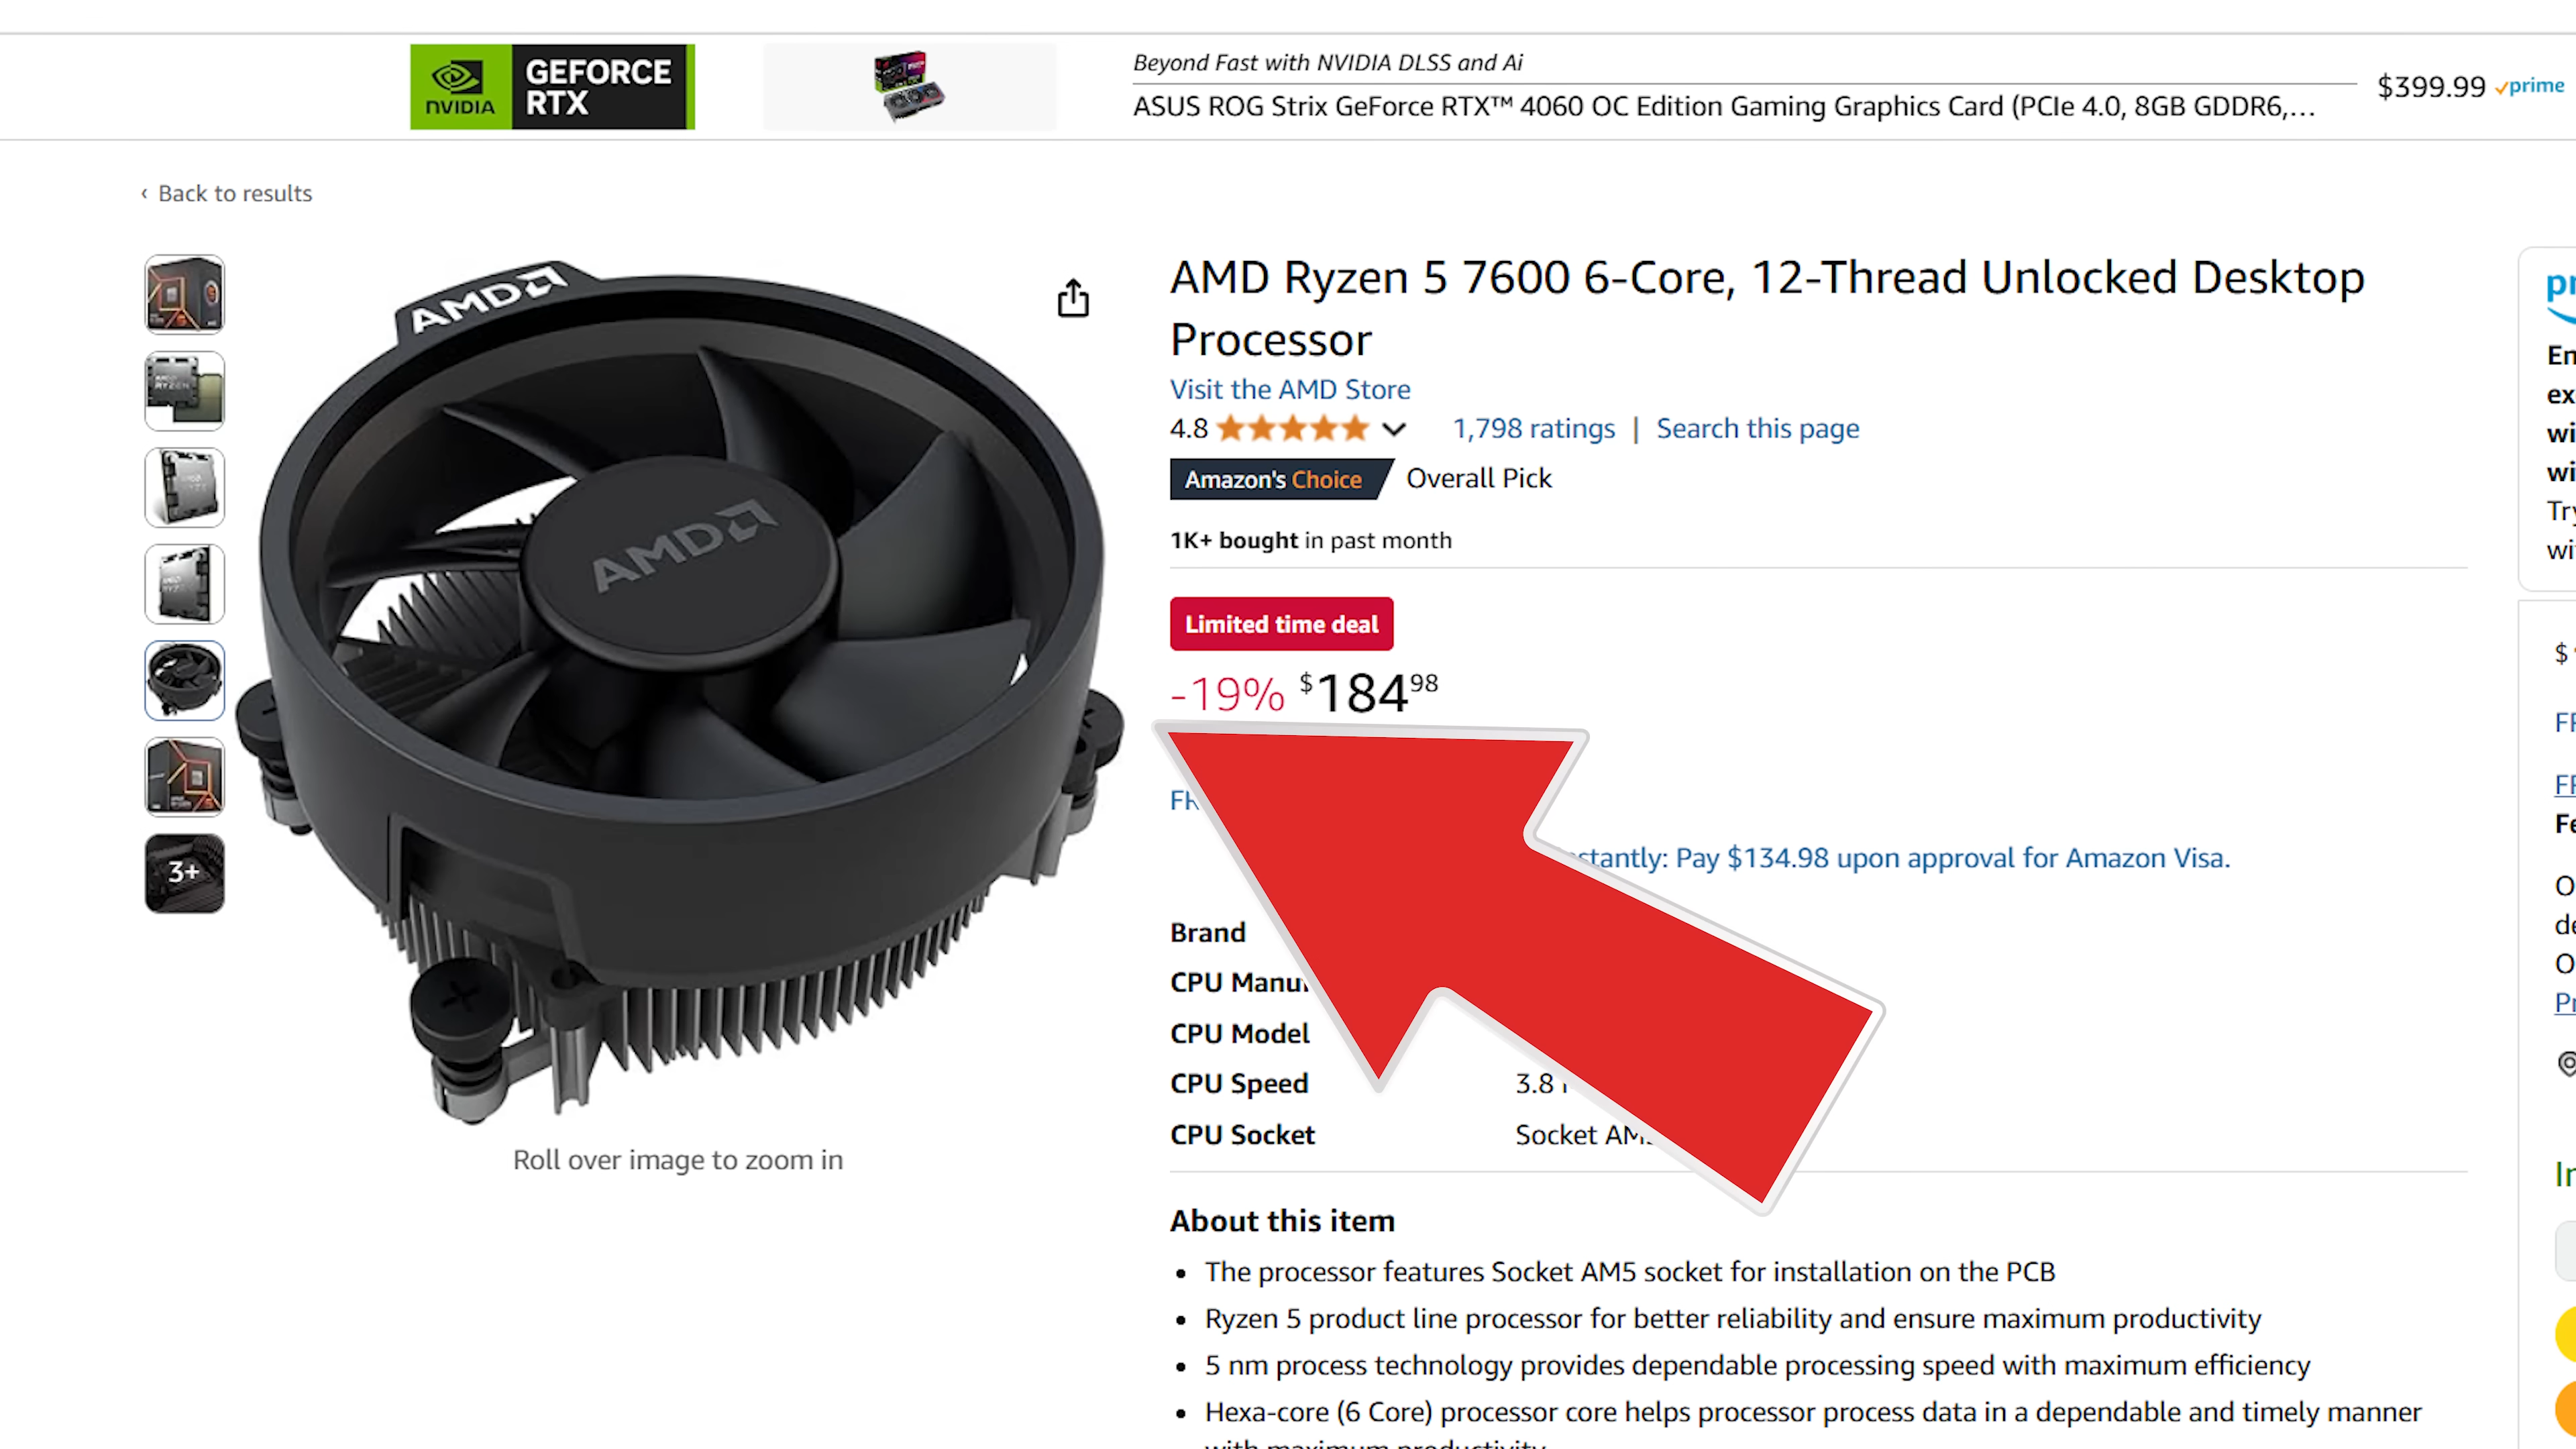 NVIDIA
GEFORCE
RTX
Beyond Fast with NVIDIA DLSS and Ai
ASUS ROG Strix GeForce RTX™ 4060 OC Edition Gaming Graphics Card (PCIe 4.0, 8GB GDDR6,...
$399.99 prime
‹ Back to results
AMD
AMD
3+
Roll over image to zoom in
AMD Ryzen 5 7600 6-Core, 12-Thread Unlocked Desktop
Processor
Visit the AMD Store
4.8
1,798 ratings | Search this page
Amazon's Choice Overall Pick
1K+ bought in past month
Limited time deal
-19% $184 98
Pay $134.98 upon approval for Amazon Visa.
Brand
CPU
CPU Model
CPU Speed 3.8
CPU Socket Socket
About this item
• The processor features Socket AM5 socket for installation on the PCB
• Ryzen 5 product line processor for better reliability and ensure maximum productivity
• 5 nm process technology provides dependable processing speed with maximum efficiency
• Hexa-core (6 Core) processor core helps processor process data in a dependable and timely manner
with maximum productivity